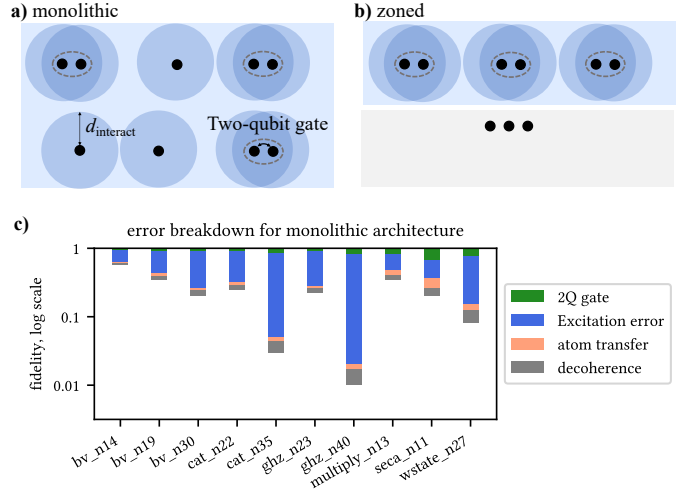 a) monolithic
b) zoned
d interact
Two-qubit gate
c)
error breakdown for monolithic architecture
fidelity, log scale
1
0.1
0.01
2Q gate
Excitation error
atom transfer
decoherence
bv_n14
bv_n19
bv_n30
cat_n22
cat_n35
ghz_n23
ghz_n40
multiply_n13
seca_n11
wstate_n27